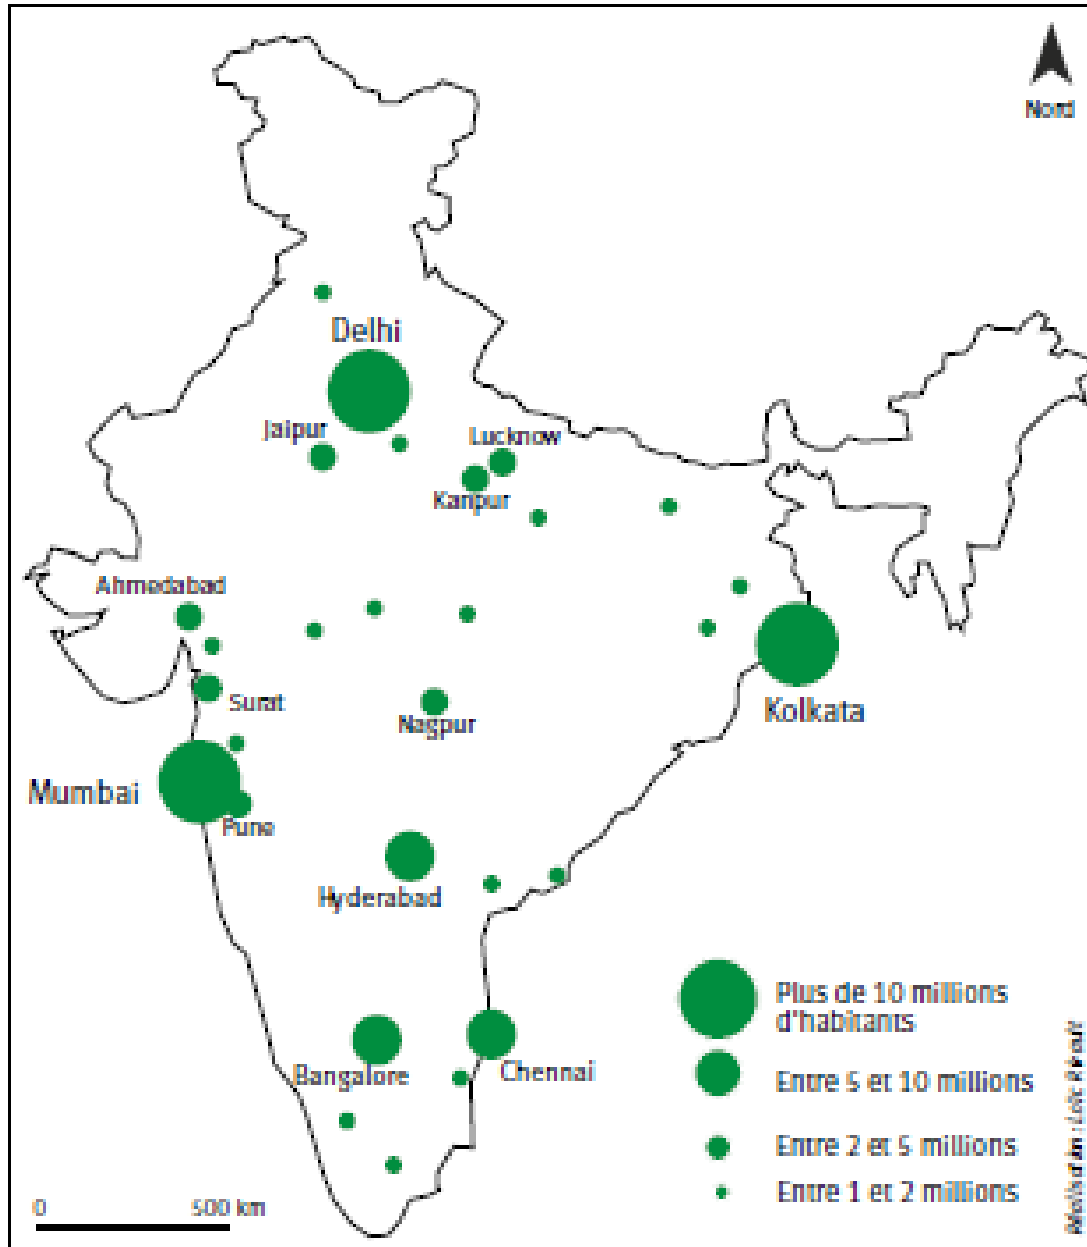 Nord
Delhi
Jaipur
Lucknow
Kanpur
Ahmedabad
Surat
Nagpur
Kolkata
Mumbai
Pune
Hyderabad
Bangalore
Chennai
Plus de 10 millions
d'habitants
Entre 5 et 10 millions
Entre 2 et 5 millions
Entre 1 et 2 millions
0 500 km